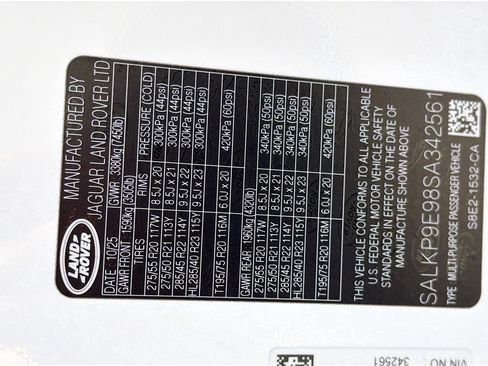 LAND-
ROVER
MANUFACTURED BY
JAGUAR LAND ROVER LTD
DATE 10/25 GVWR 3380kg (7450lb)
GAWR FRONT 1590kg (3505lb)
TIRES RIMS PRESSURE (COLD)
275/55 R20 117W 8.5J x 20 300kPa (44psi)
275/50 R21 113Y 8.5J x 21 300kPa (44psi)
285/45 R22 114Y 9.5J x 22 300kPa (44psi)
HL285/40 R23 115Y 9.5J x 23 300kPa (44psi)
T195/75 R20 116M 6.0J x 20 420kPa (60psi)
GAWR REAR 1960kg (4320lb)
275/55 R20 117W 8.5J x 20 340kPa (50psi)
275/50 R21 113Y 8.5J x 21 340kPa (50psi)
285/45 R22 114Y 9.5J x 22 340kPa (50psi)
HL285/40 R23 115Y 9.5J x 23 340kPa (50psi)
T195/75 R20 116M 6.0J x 20 420kPa (60psi)
THIS VEHICLE CONFORMS TO ALL APPLICABLE
U.S. FEDERAL MOTOR VEHICLE SAFETY
STANDARDS IN EFFECT ON THE DATE OF
MANUFACTURE SHOWN ABOVE
SALKP9E98SA342561
TYPE : MULTI-PURPOSE PASSENGER VEHICLE
S8E2-1532-CA
VIN NO.
342561